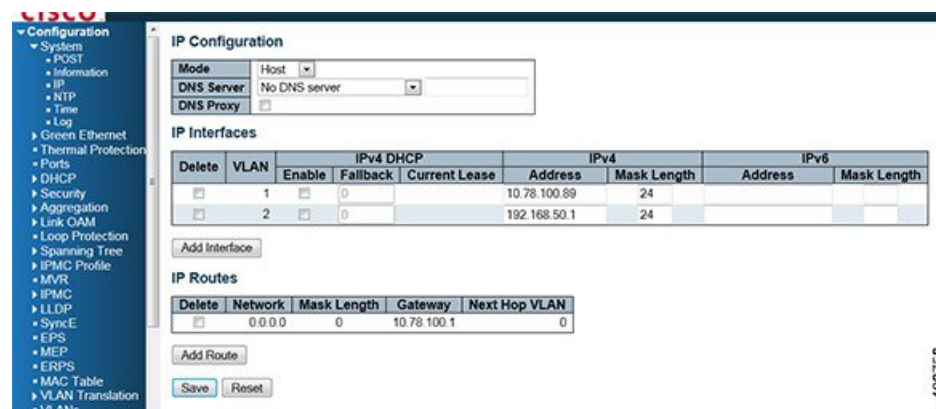 CISCO
Configuration
System
POST
Information
IP
NTP
Time
Log
Green Ethernet
Thermal Protection
Ports
DHCP
Security
Aggregation
Link OAM
Loop Protection
Spanning Tree
IPMC Profile
MVR
IPMC
LLDP
SyncE
EPS
MEP
ERPS
MAC Table
VLAN Translation
VLANs
IP Configuration
Mode Host
DNS Server No DNS server
DNS Proxy
IP Interfaces
Delete VLAN IPv4 DHCP IPv4 IPv6
Enable Fallback Current Lease Address Mask Length Address Mask Length
1 0 10.78.100.89 24
2 0 192.168.50.1 24
Add Interface
IP Routes
Delete Network Mask Length Gateway Next Hop VLAN
0.0.0.0 0 10.78.100.1 0
Add Route
Save Reset